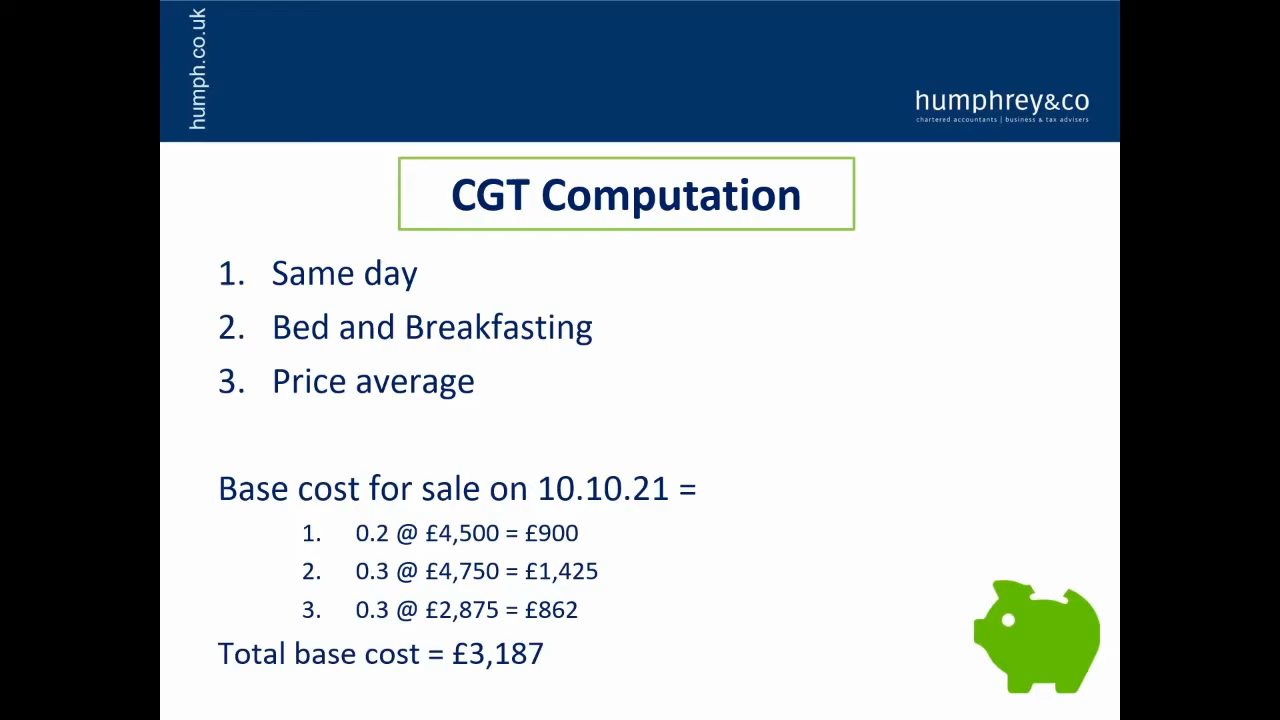 humph.co.uk
humphrey&co
chartered accountants | business & tax advisers
CGT Computation
1. Same day
2. Bed and Breakfasting
3. Price average
Base cost for sale on 10.10.21 =
1. 0.2 @ £4,500 = £900
2. 0.3 @ £4,750 = £1,425
3. 0.3 @ £2,875 = £862
Total base cost = £3,187